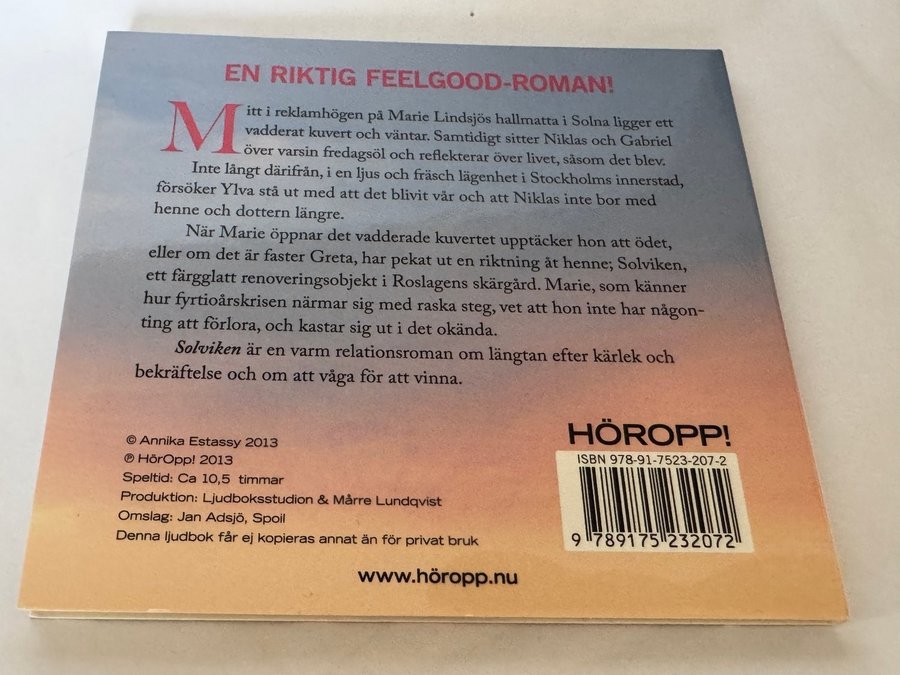 EN RIKTIG FEELGOOD-ROMAN!
Mitt i reklamhögen på Marie Lindsjös hallmatta i Solna ligger ett
vadderat kuvert och väntar. Samtidigt sitter Niklas och Gabriel
över varsin fredagsöl och reflekterar över livet, såsom det blev.
Inte långt därifrån, i en ljus och fräsch lägenhet i Stockholms innerstad,
försöker Ylva stå ut med att det blivit vår och att Niklas inte bor med
henne och dottern längre.
När Marie öppnar det vadderade kuvertet upptäcker hon att ödet,
eller om det är faster Greta, har pekat ut en riktning åt henne; Solviken,
ett färgglatt renoveringsobjekt i Roslagens skärgård. Marie, som känner
hur fyrtioårskrisen närmar sig med raska steg, vet att hon inte har någon-
ting att förlora, och kastar sig ut i det okända.
Solviken är en varm relationsroman om längtan efter kärlek och
bekräftelse och om att våga för att vinna.
© Annika Estassy 2013
℗ HörOpp! 2013
Speltid: Ca 10,5 timmar
Produktion: Ljudboksstudion & Mårre Lundqvist
Omslag: Jan Adsjö, Spoil
Denna ljudbok får ej kopieras annat än för privat bruk
www.höropp.nu
HÖROPP!
ISBN 978-91-7523-207-2
9 789175 232072